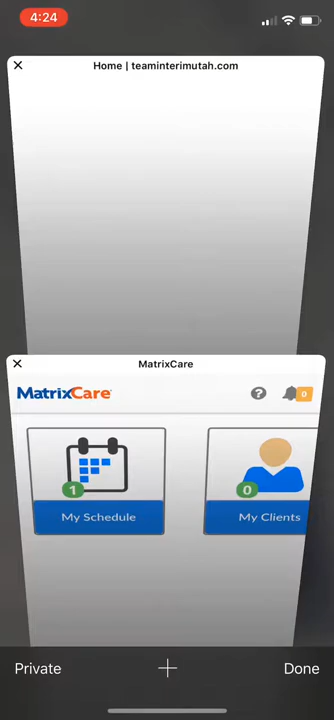 4:24
Home | teaminterimutah.com
MatrixCare
MatrixCare
?
0
1
0
My Schedule
My Clients
Private
Done